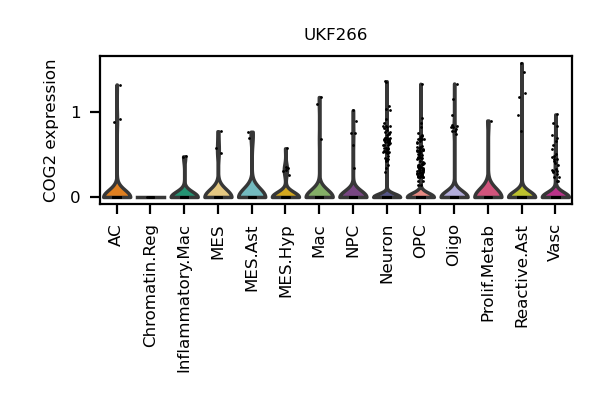 UKF266
COG2 expression
1
0
AC
Chromatin.Reg
Inflammatory.Mac
MES
MES.Ast
MES.Hyp
Mac
NPC
Neuron
OPC
Oligo
Prolif.Metab
Reactive.Ast
Vasc